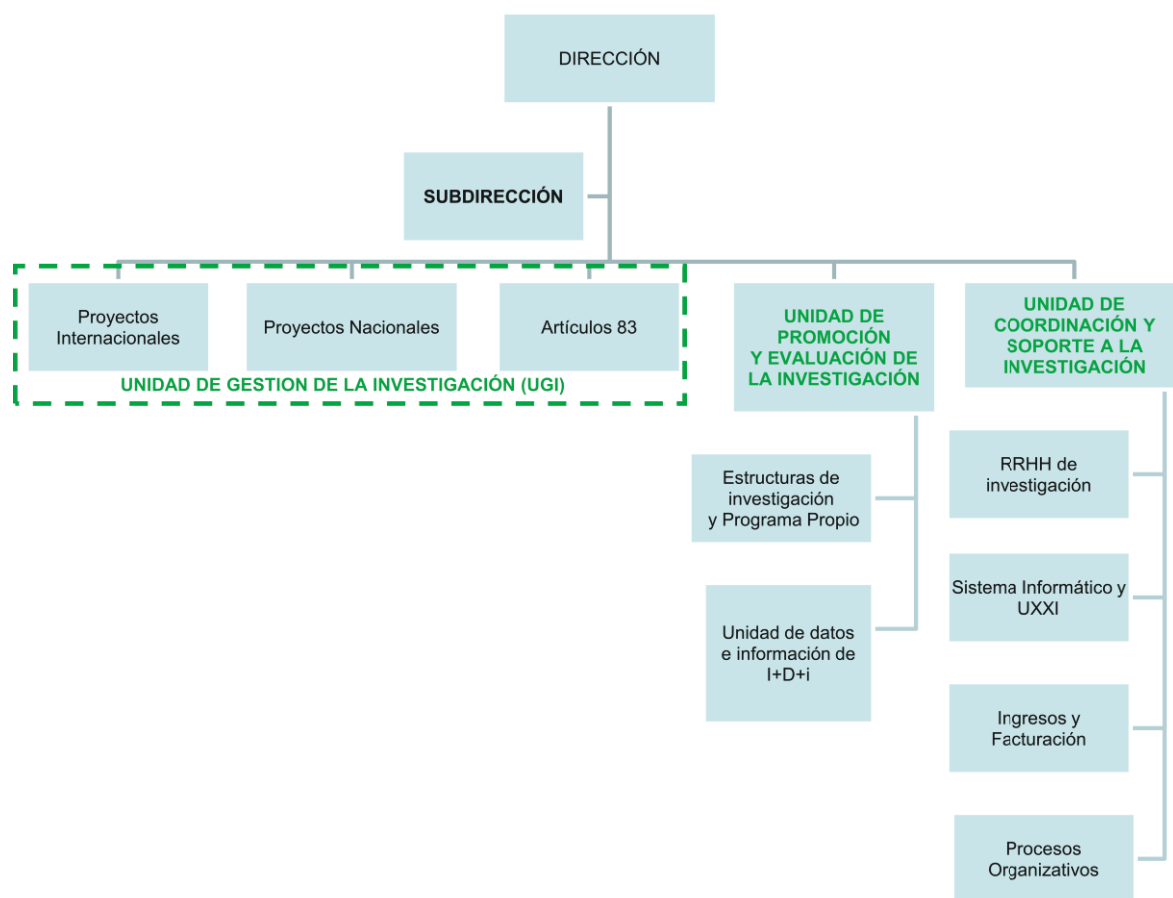 DIRECCIÓN
SUBDIRECCIÓN
Proyectos
Internacionales
Proyectos Nacionales
Artículos 83
UNIDAD DE GESTION DE LA INVESTIGACIÓN (UGI)
UNIDAD DE
PROMOCIÓN
Y EVALUACIÓN DE
LA INVESTIGACIÓN
UNIDAD DE
COORDINACIÓN Y
SOPORTE A LA
INVESTIGACIÓN
Estructuras de
investigación
y Programa Propio
Unidad de datos
e información de
I+D+i
RRHH de
investigación
Sistema Informático y
UXXI
Ingresos y
Facturación
Procesos
Organizativos